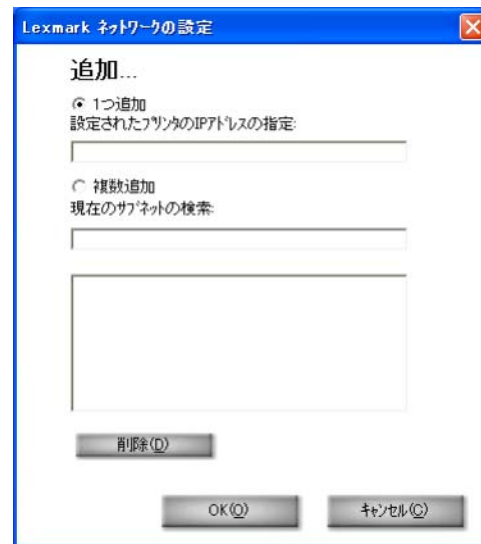 Lexmark ネットワークの設定
追加...
1つ追加
設定されたプリンタのIPアドレスの指定:
複数追加
現在のサブネットの検索:
削除(D)
OK(O)
キャンセル(C)